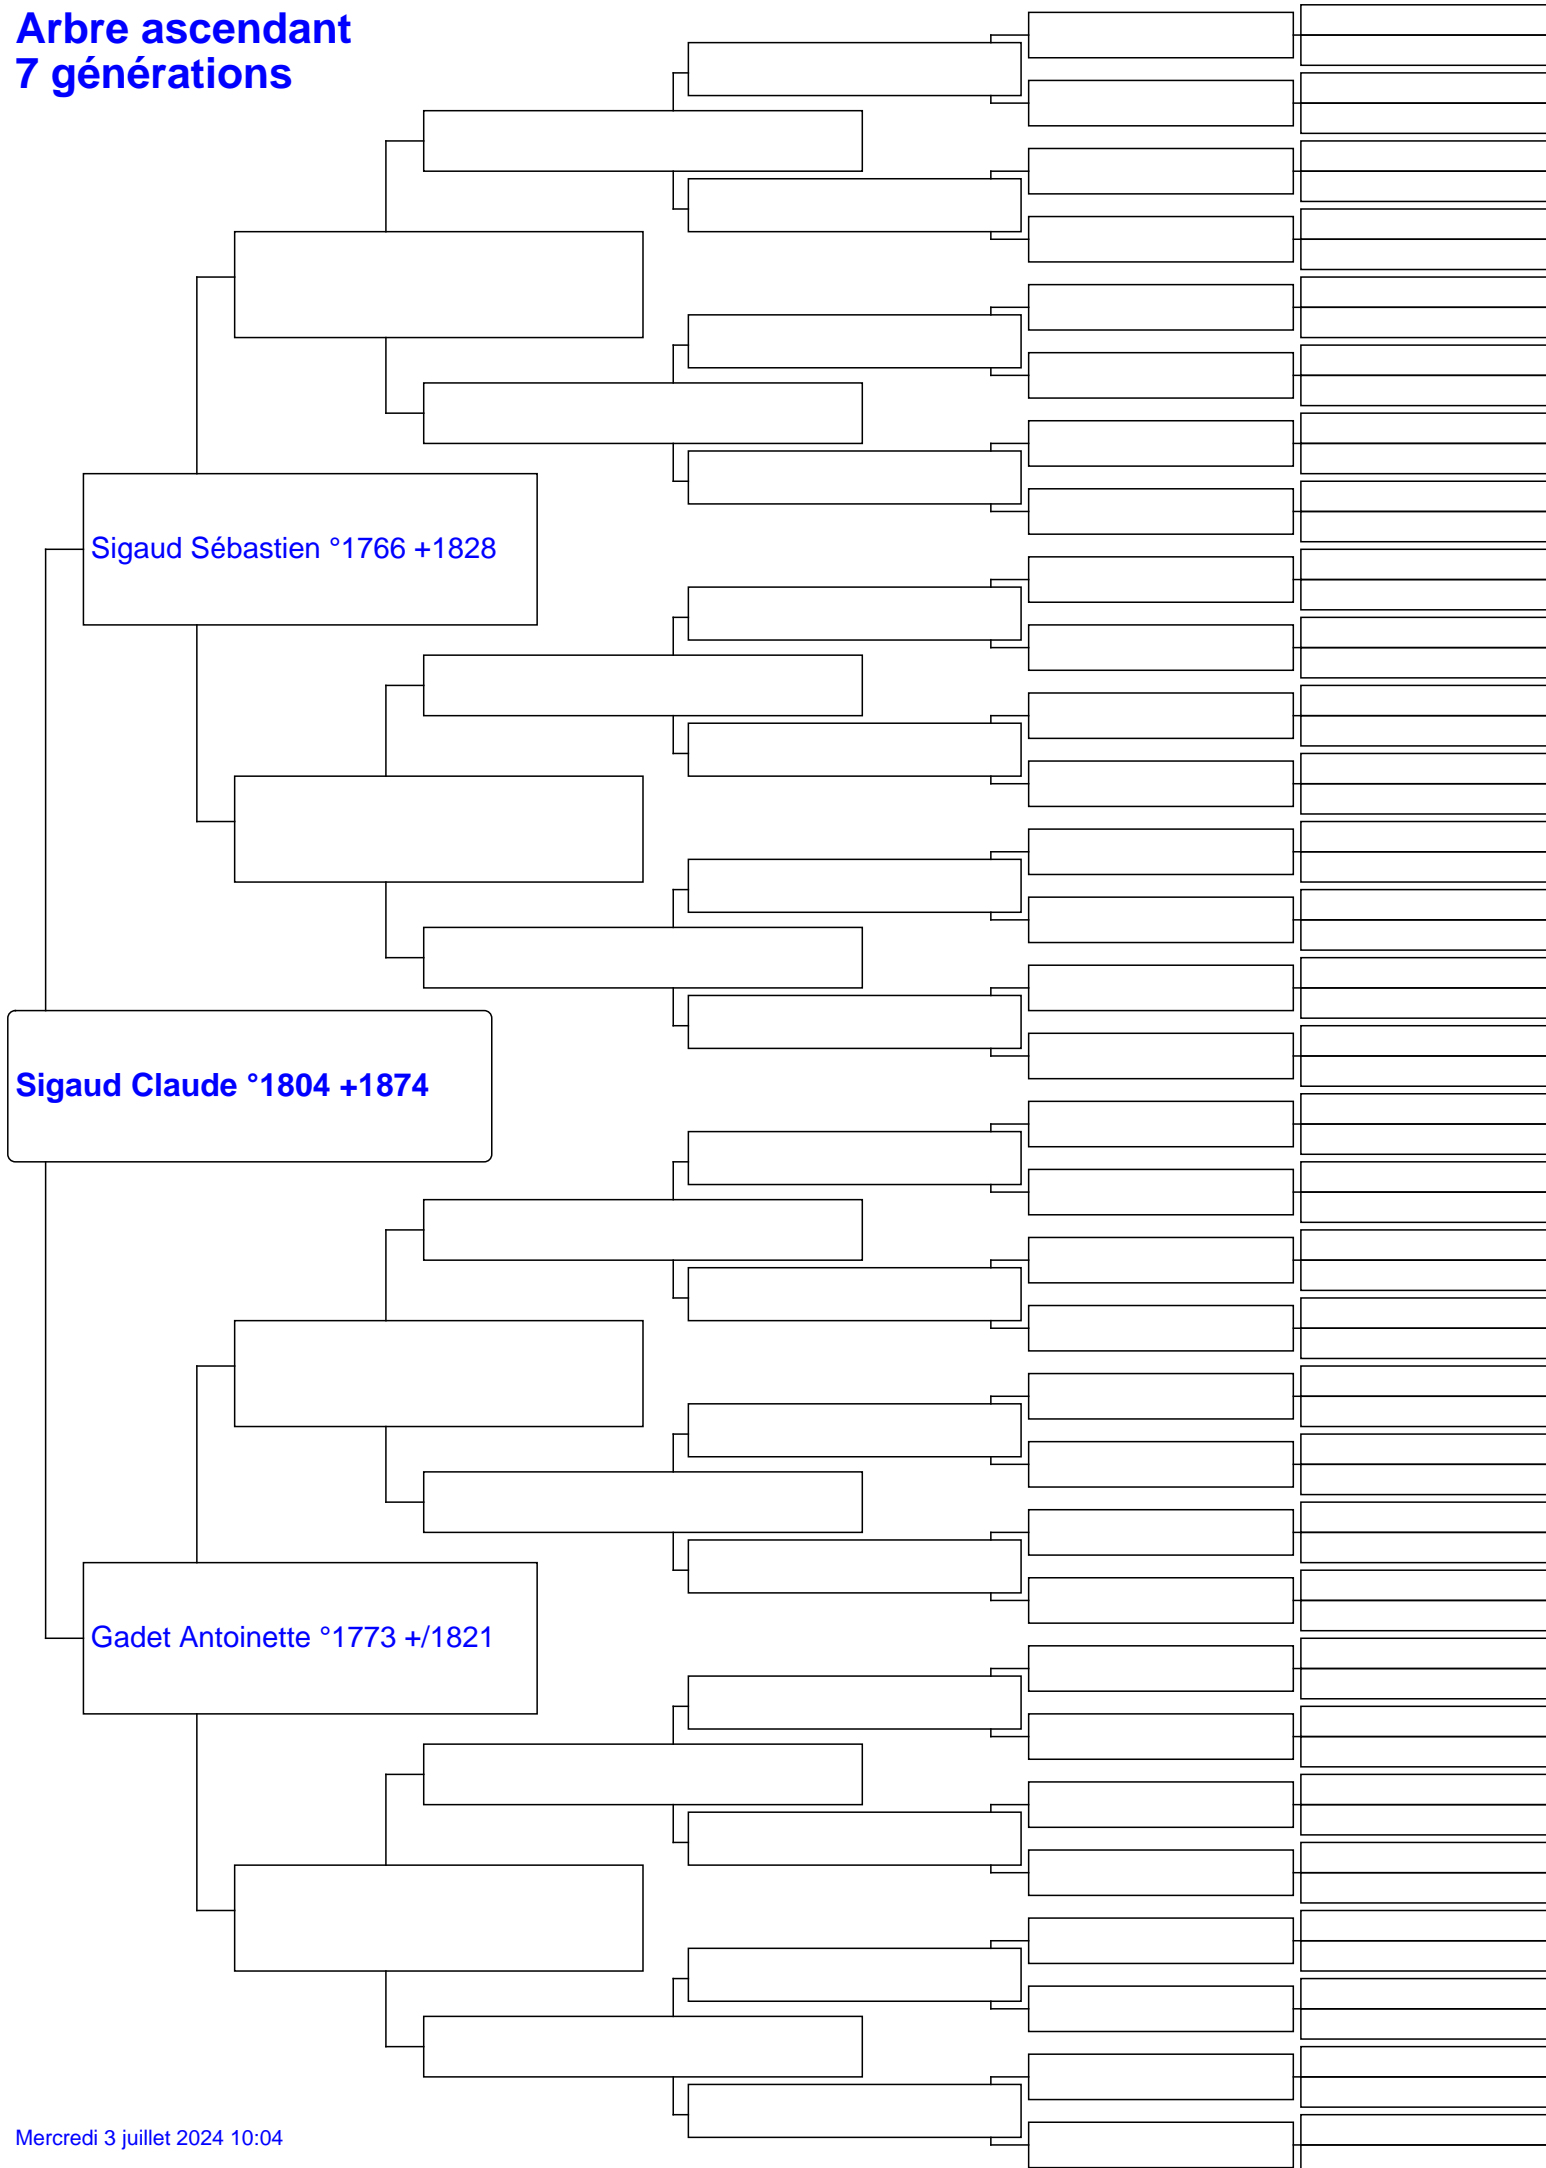 Arbre ascendant
7 générations
Sigaud Sébastien °1766 +1828
Sigaud Claude °1804 +1874
Gadet Antoinette °1773 +/1821
Mercredi 3 juillet 2024 10:04